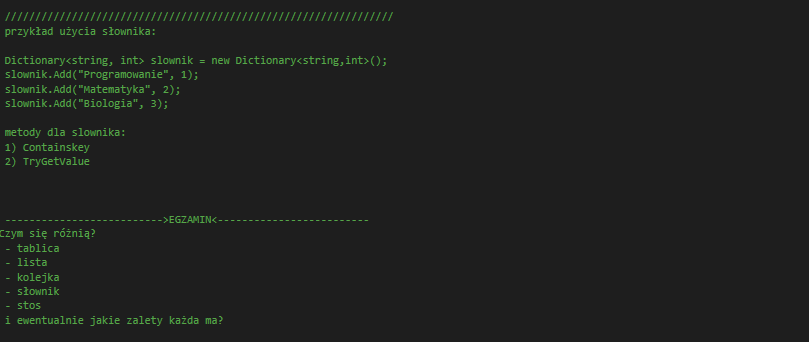 ////////////////////////////////////////////////////////////////
przykład użycia słownika:
Dictionary<string, int> slownik = new Dictionary<string,int>();
slownik.Add("Programowanie", 1);
slownik.Add("Matematyka", 2);
slownik.Add("Biologia", 3);
metody dla slownika:
1) Containskey
2) TryGetValue
-------------------------->EGZAMIN<-------------------------
Czym się różnią?
- tablica
- lista
- kolejka
- słownik
- stos
i ewentualnie jakie zalety każda ma?